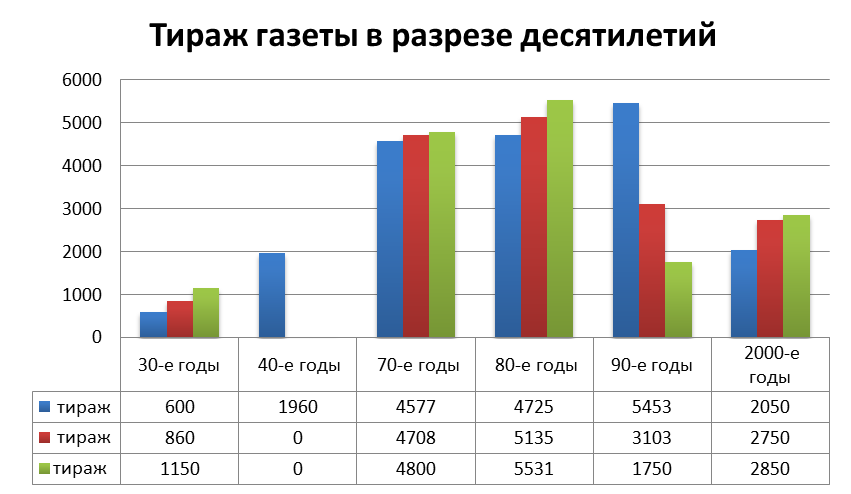 Тираж газеты в разрезе десятилетий
6000
5000
4000
3000
2000
1000
0
30-е годы 40-е годы 70-е годы 80-е годы 90-е годы 2000-е годы
тираж 600 1960 4577 4725 5453 2050
тираж 860 0 4708 5135 3103 2750
тираж 1150 0 4800 5531 1750 2850